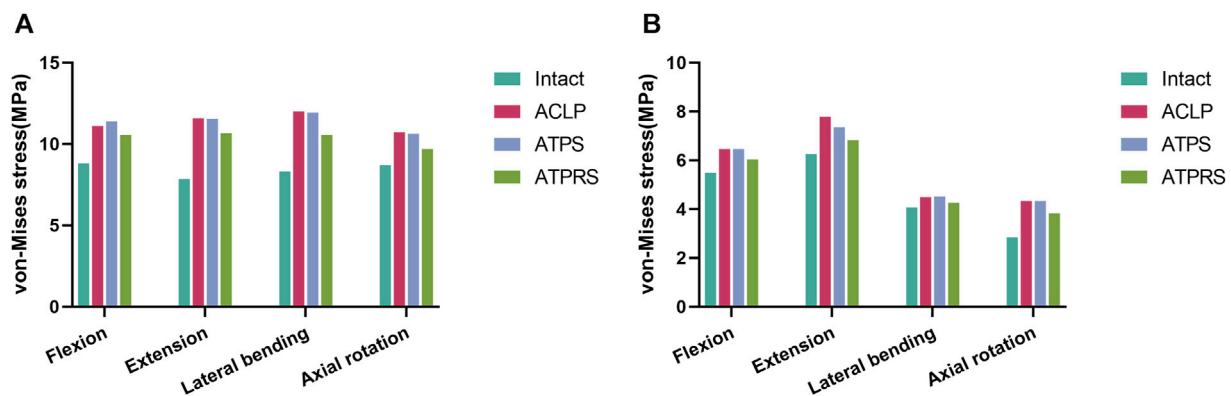 A
von-Mises stress(MPa)
15
10
5
0
Flexion
Extension
Lateral bending
Axial rotation
Intact
ACLP
ATPS
ATPRS
B
von-Mises stress(MPa)
10
8
6
4
2
0
Flexion
Extension
Lateral bending
Axial rotation
Intact
ACLP
ATPS
ATPRS